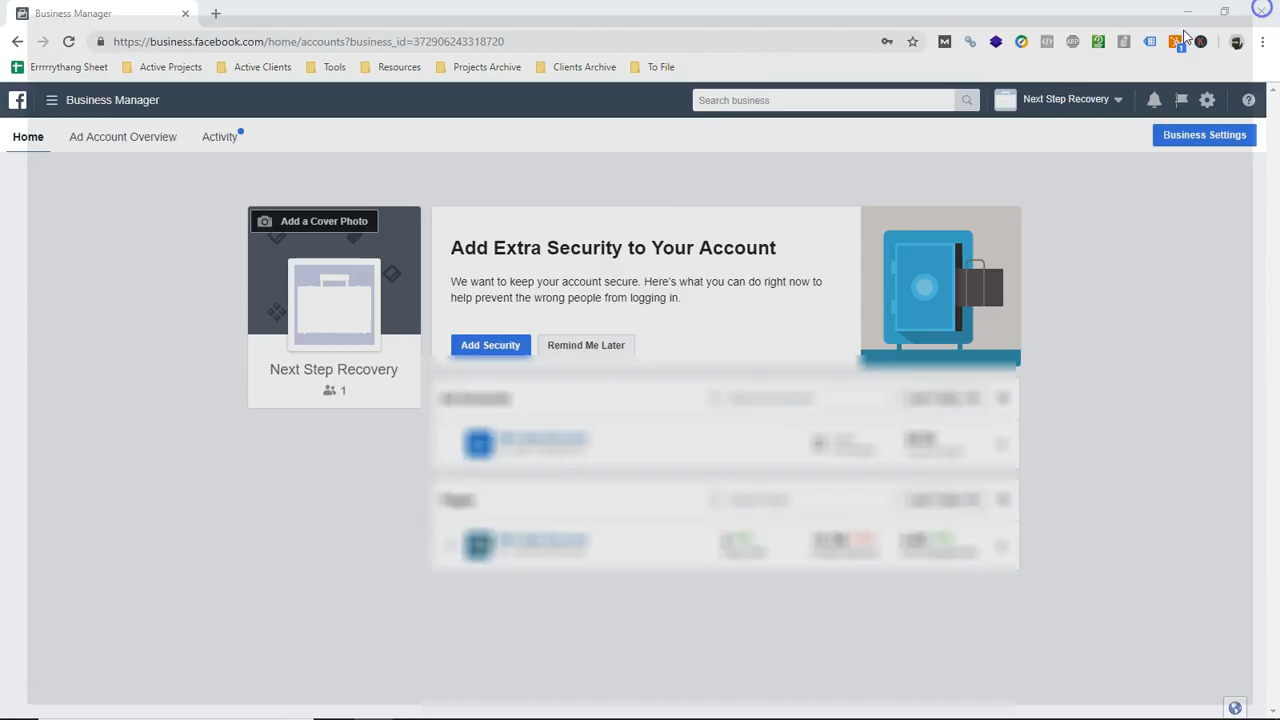 Business Manager
https://business.facebook.com/home/accounts?business_id=372906243318720
Errrrrythang Sheet
Active Projects
Active Clients
Tools
Resources
Projects Archive
Clients Archive
To File
Business Manager
Search business
Next Step Recovery
Home
Ad Account Overview
Activity
Business Settings
Add a Cover Photo
Next Step Recovery
1
Add Extra Security to Your Account
We want to keep your account secure. Here's what you can do right now to
help prevent the wrong people from logging in.
Add Security
Remind Me Later